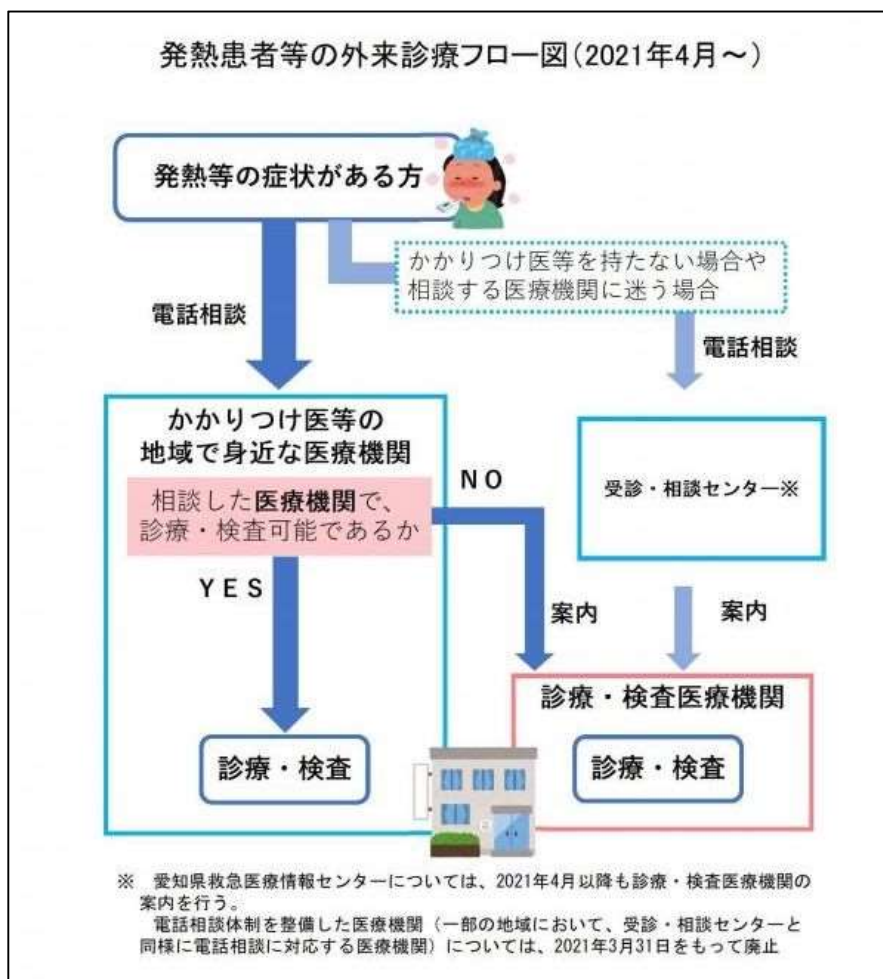 発熱患者等の外来診療フロー図(2021年4月～)
発熱等の症状がある方
かかりつけ医等を持たない場合や
相談する医療機関に迷う場合
電話相談
電話相談
かかりつけ医等の
地域で身近な医療機関
相談した医療機関で、
診療・検査可能であるか
NO
YES
受診・相談センター※
案内
案内
診療・検査医療機関
診療・検査
診療・検査
※　愛知県救急医療情報センターについては、2021年4月以降も診療・検査医療機関の
案内を行う。
電話相談体制を整備した医療機関（一部の地域において、受診・相談センターと
同様に電話相談に対応する医療機関）については、2021年3月31日をもって廃止